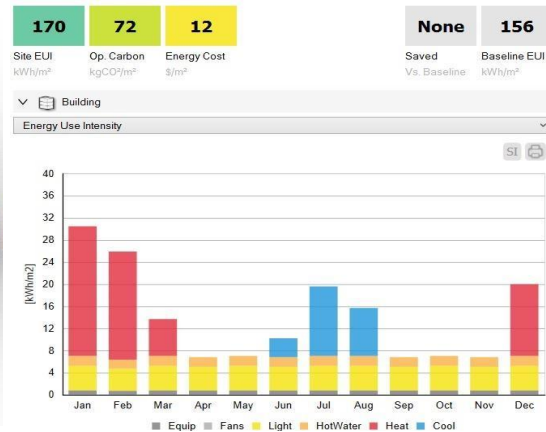 170 72 12 None 156
Site EUI Op. Carbon Energy Cost Saved Baseline EUI
kWh/m² kgCO²/m² $/m² Vs. Baseline kWh/m²
Building
Energy Use Intensity
SI
[kWh/m2]
40
36
32
28
24
20
16
12
8
4
0
Jan Feb Mar Apr May Jun Jul Aug Sep Oct Nov Dec
Equip Fans Light HotWater Heat Cool